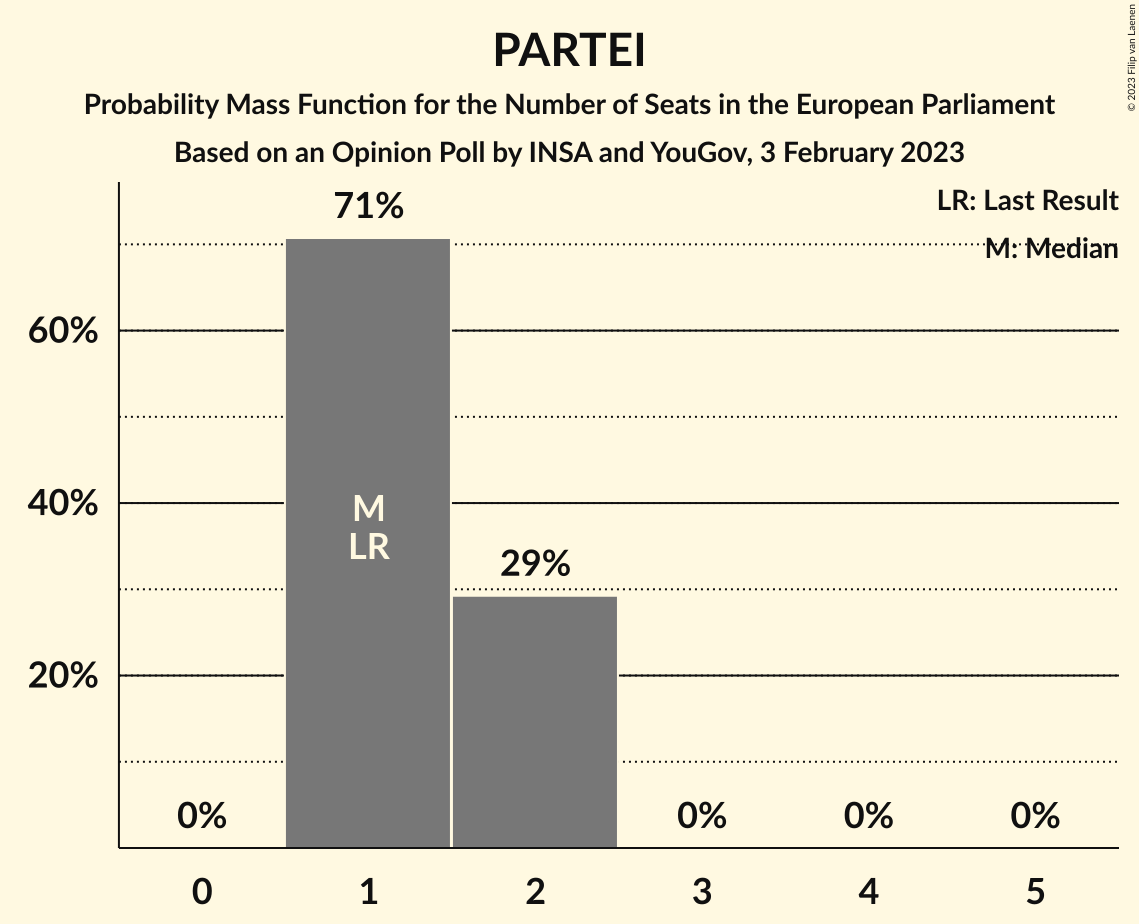 PARTEI
Probability Mass Function for the Number of Seats in the European Parliament
Based on an Opinion Poll by INSA and YouGov, 3 February 2023
© 2023 Filip van Laenen
LR: Last Result
M: Median
71%
60%
40%
20%
M
LR
29%
0%
0%
0%
0%
0
1
2
3
4
5